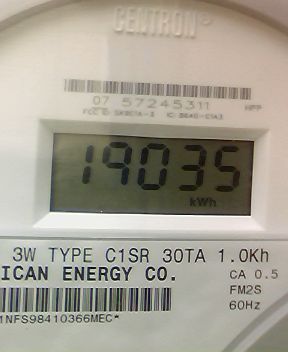 CENTRON
07 57245311
19035
kWh
3W TYPE C1SR 30TA 1.0Kh
ICAN ENERGY CO.
CA 0.5
FM2S
60Hz
1NFS98410366MEC*